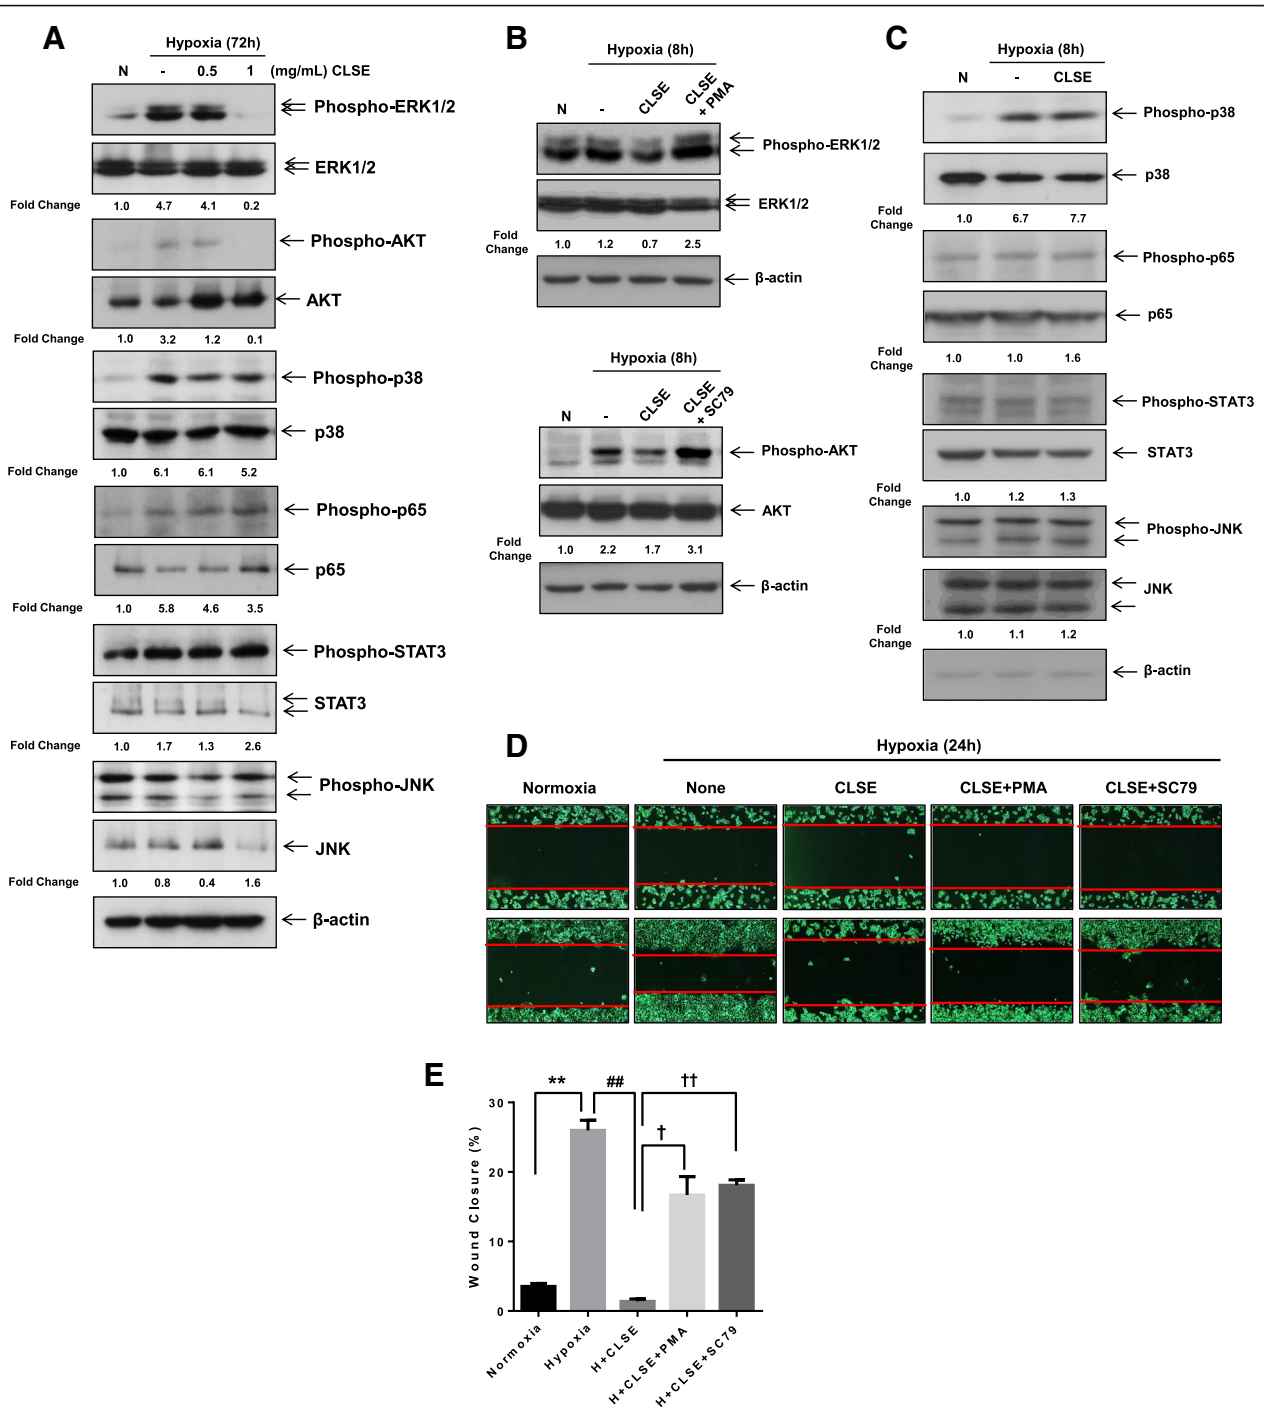 A
Hypoxia (72h)
N - 0.5 1 (mg/mL) CLSE
Phospho-ERK1/2
ERK1/2
Fold Change 1.0 4.7 4.1 0.2
Phospho-AKT
AKT
Fold Change 1.0 3.2 1.2 0.1
Phospho-p38
p38
Fold Change 1.0 6.1 6.1 5.2
Phospho-p65
p65
Fold Change 1.0 5.8 4.6 3.5
Phospho-STAT3
STAT3
Fold Change 1.0 1.7 1.3 2.6
Phospho-JNK
JNK
Fold Change 1.0 0.8 0.4 1.6
β-actin
B
Hypoxia (8h)
N - CLSE CLSE + PMA
Phospho-ERK1/2
ERK1/2
Fold Change 1.0 1.2 0.7 2.5
β-actin
Hypoxia (8h)
N - CLSE CLSE + SC79
Phospho-AKT
AKT
Fold Change 1.0 2.2 1.7 3.1
β-actin
C
Hypoxia (8h)
N - CLSE
Phospho-p38
p38
Fold Change 1.0 6.7 7.7
Phospho-p65
p65
Fold Change 1.0 1.0 1.6
Phospho-STAT3
STAT3
Fold Change 1.0 1.2 1.3
Phospho-JNK
JNK
Fold Change 1.0 1.1 1.2
β-actin
D
Hypoxia (24h)
Normoxia None CLSE CLSE+PMA CLSE+SC79
E
** ## ††
†
Wound Closure (%)
30
20
10
0
Normoxia
Hypoxia
H+CLSE
H+CLSE+PMA
H+CLSE+SC79